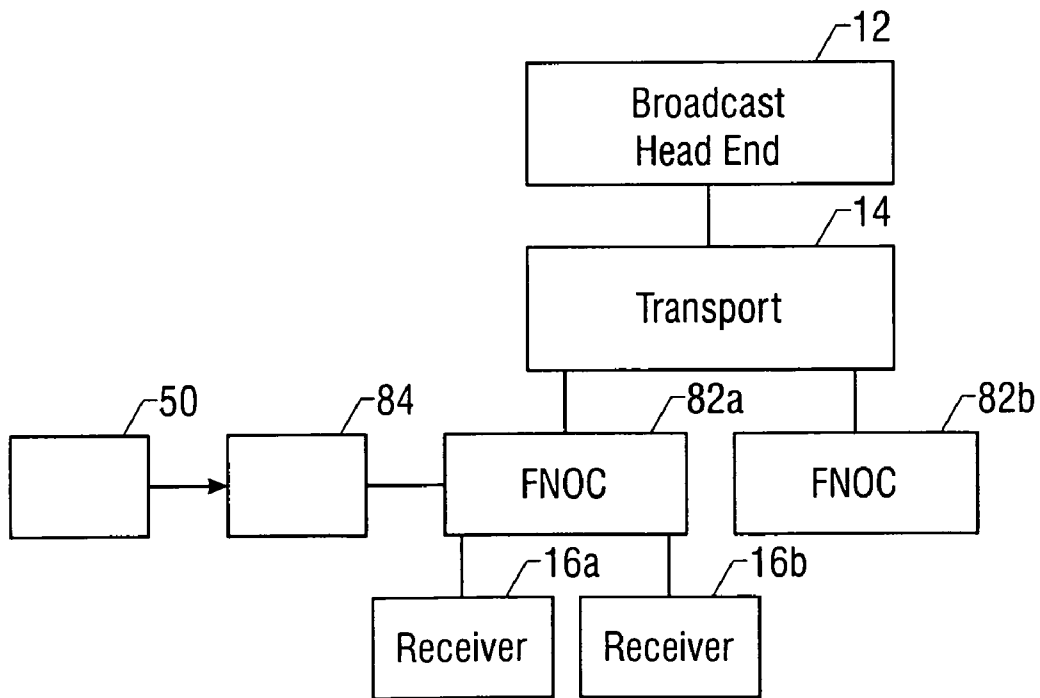 12
Broadcast
Head End
14
Transport
50
84
82a
82b
FNOC
FNOC
16a
16b
Receiver
Receiver